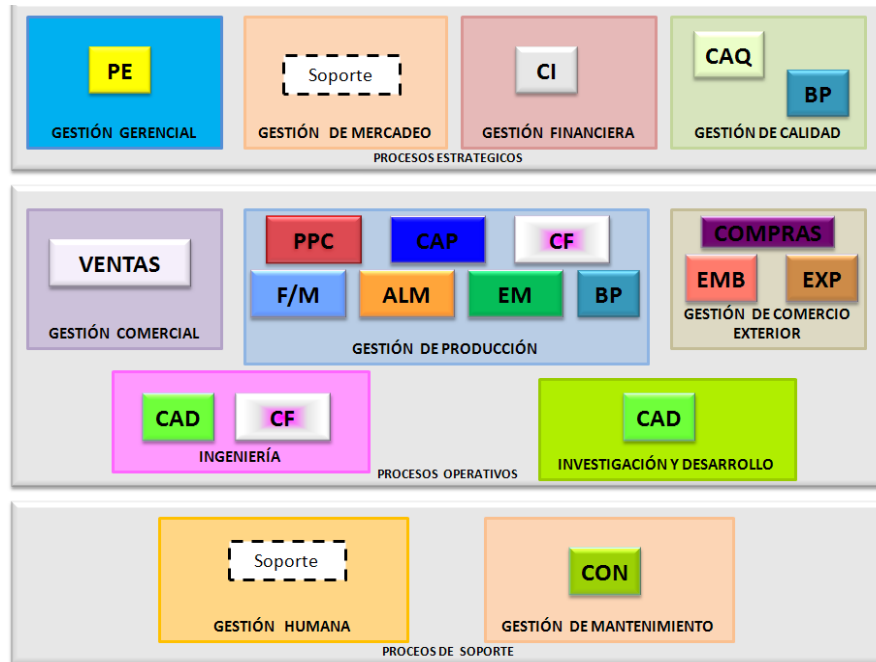 PE
GESTIÓN GERENCIAL
Soporte
GESTIÓN DE MERCADEO
CI
GESTIÓN FINANCIERA
CAQ
BP
GESTIÓN DE CALIDAD
PROCESOS ESTRATEGICOS
VENTAS
GESTIÓN COMERCIAL
PPC
CAP
CF
F/M
ALM
EM
BP
GESTIÓN DE PRODUCCIÓN
COMPRAS
EMB
EXP
GESTIÓN DE COMERCIO
EXTERIOR
CAD
CF
INGENIERÍA
CAD
INVESTIGACIÓN Y DESARROLLO
PROCESOS OPERATIVOS
Soporte
GESTIÓN HUMANA
CON
GESTIÓN DE MANTENIMIENTO
PROCEOS DE SOPORTE